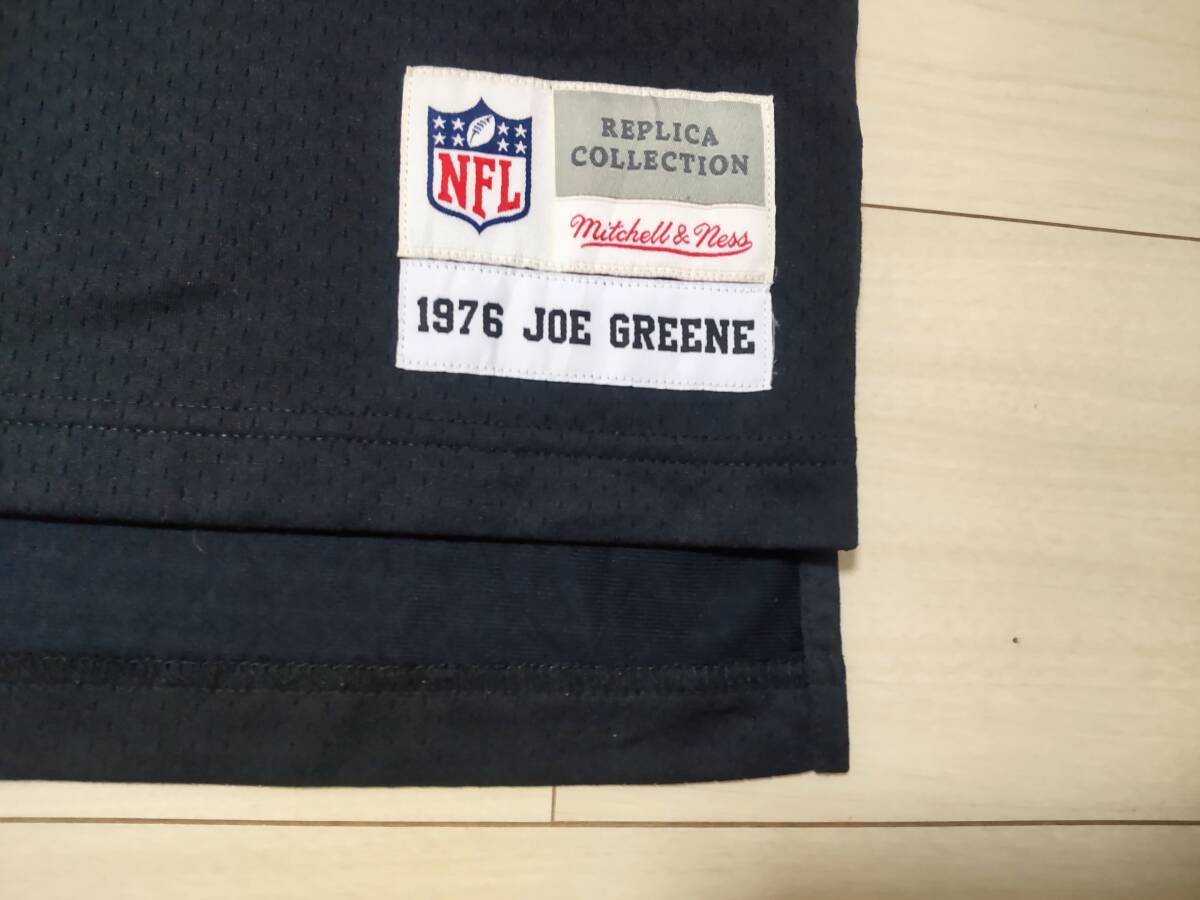 NFL
REPLICA
COLLECTION
Mitchell & Ness
1976 JOE GREENE